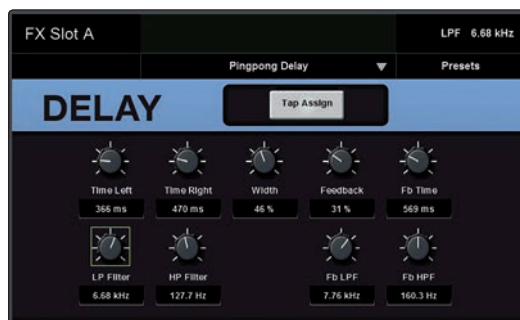 FX Slot A LPF 6.68 kHz
Pingpong Delay Presets
DELAY Tap Assign
Time Left Time Right Width Feedback Fb Time
366 ms 470 ms 46 % 31 % 569 ms
LP Filter HP Filter Fb LPF Fb HPF
6.68 kHz 127.7 Hz 7.76 kHz 160.3 Hz